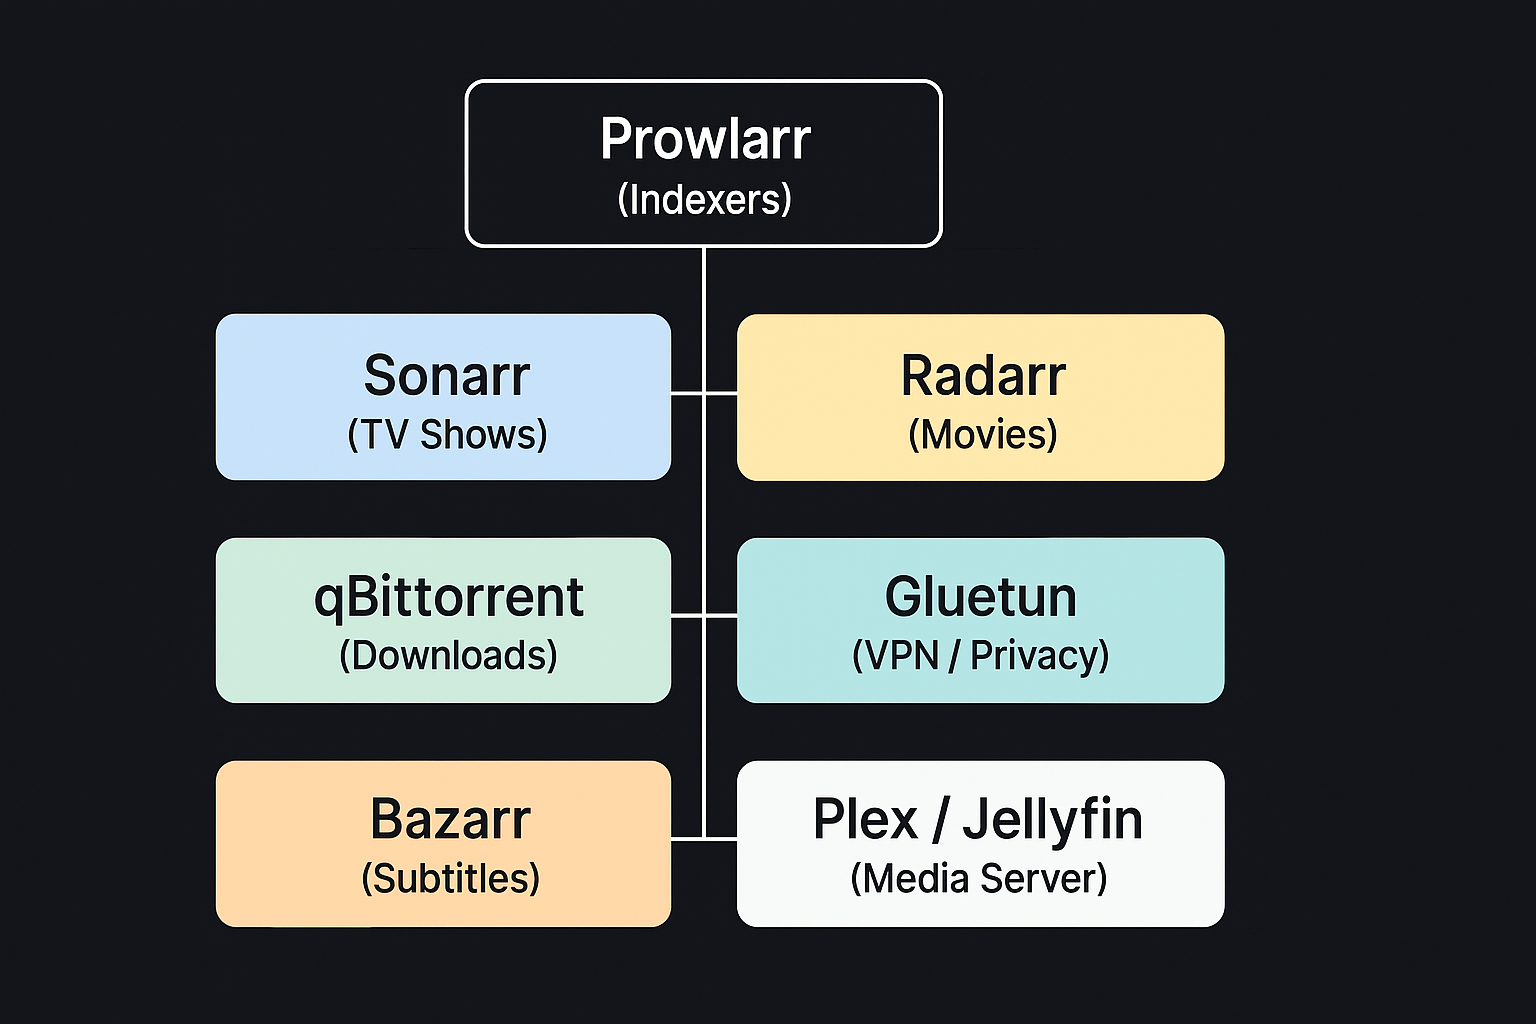 Prowlarr
(Indexers)
Sonarr
(TV Shows)
Radarr
(Movies)
qBittorrent
(Downloads)
Gluetun
(VPN / Privacy)
Bazarr
(Subtitles)
Plex / Jellyfin
(Media Server)